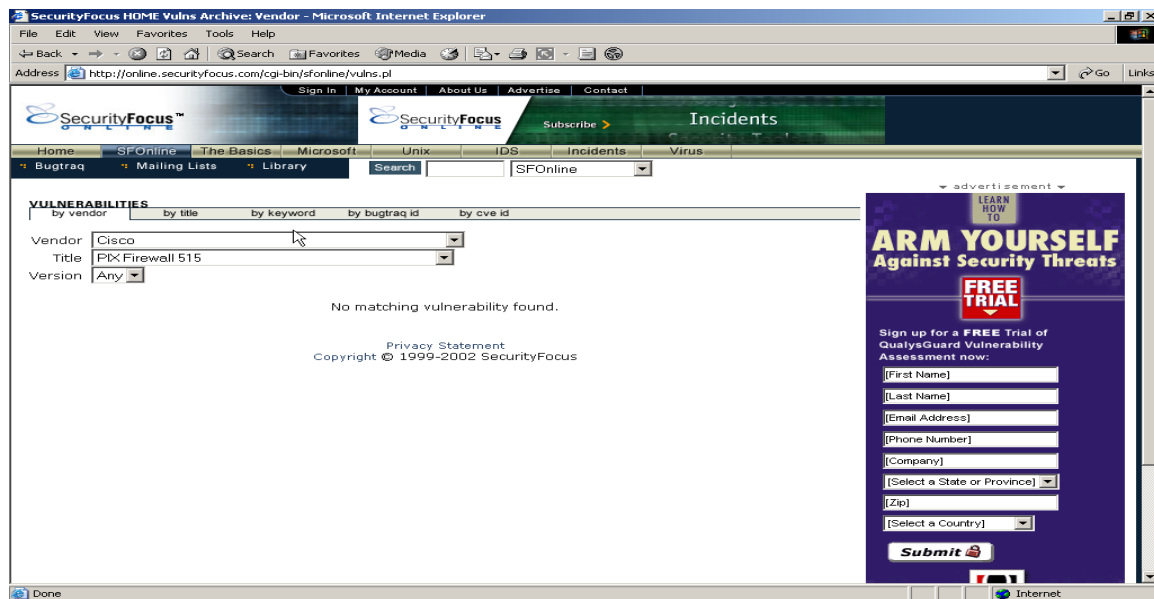 SecurityFocus HOME Vulns Archive: Vendor - Microsoft Internet Explorer
File Edit View Favorites Tools Help
Back Search Favorites Media
Address http://online.securityfocus.com/cgi-bin/sfonline/vulns.pl Go Links
Sign In My Account About Us Advertise Contact
SecurityFocus™ ONLINE SecurityFocus ONLINE Subscribe > Incidents
Home SFOnline The Basics Microsoft Unix IDS Incidents Virus
Bugtraq Mailing Lists Library Search SFOnline
advertisement
VULNERABILITIES
by vendor by title by keyword by bugtraq id by cve id
Vendor Cisco
Title PIX Firewall 515
Version Any
No matching vulnerability found.
Privacy Statement
Copyright © 1999-2002 SecurityFocus
LEARN
HOW
TO
ARM YOURSELF
Against Security Threats
FREE
TRIAL
Sign up for a FREE Trial of
QualysGuard Vulnerability
Assessment now:
[First Name]
[Last Name]
[Email Address]
[Phone Number]
[Company]
[Select a State or Province]
[Zip]
[Select a Country]
Submit
Done Internet